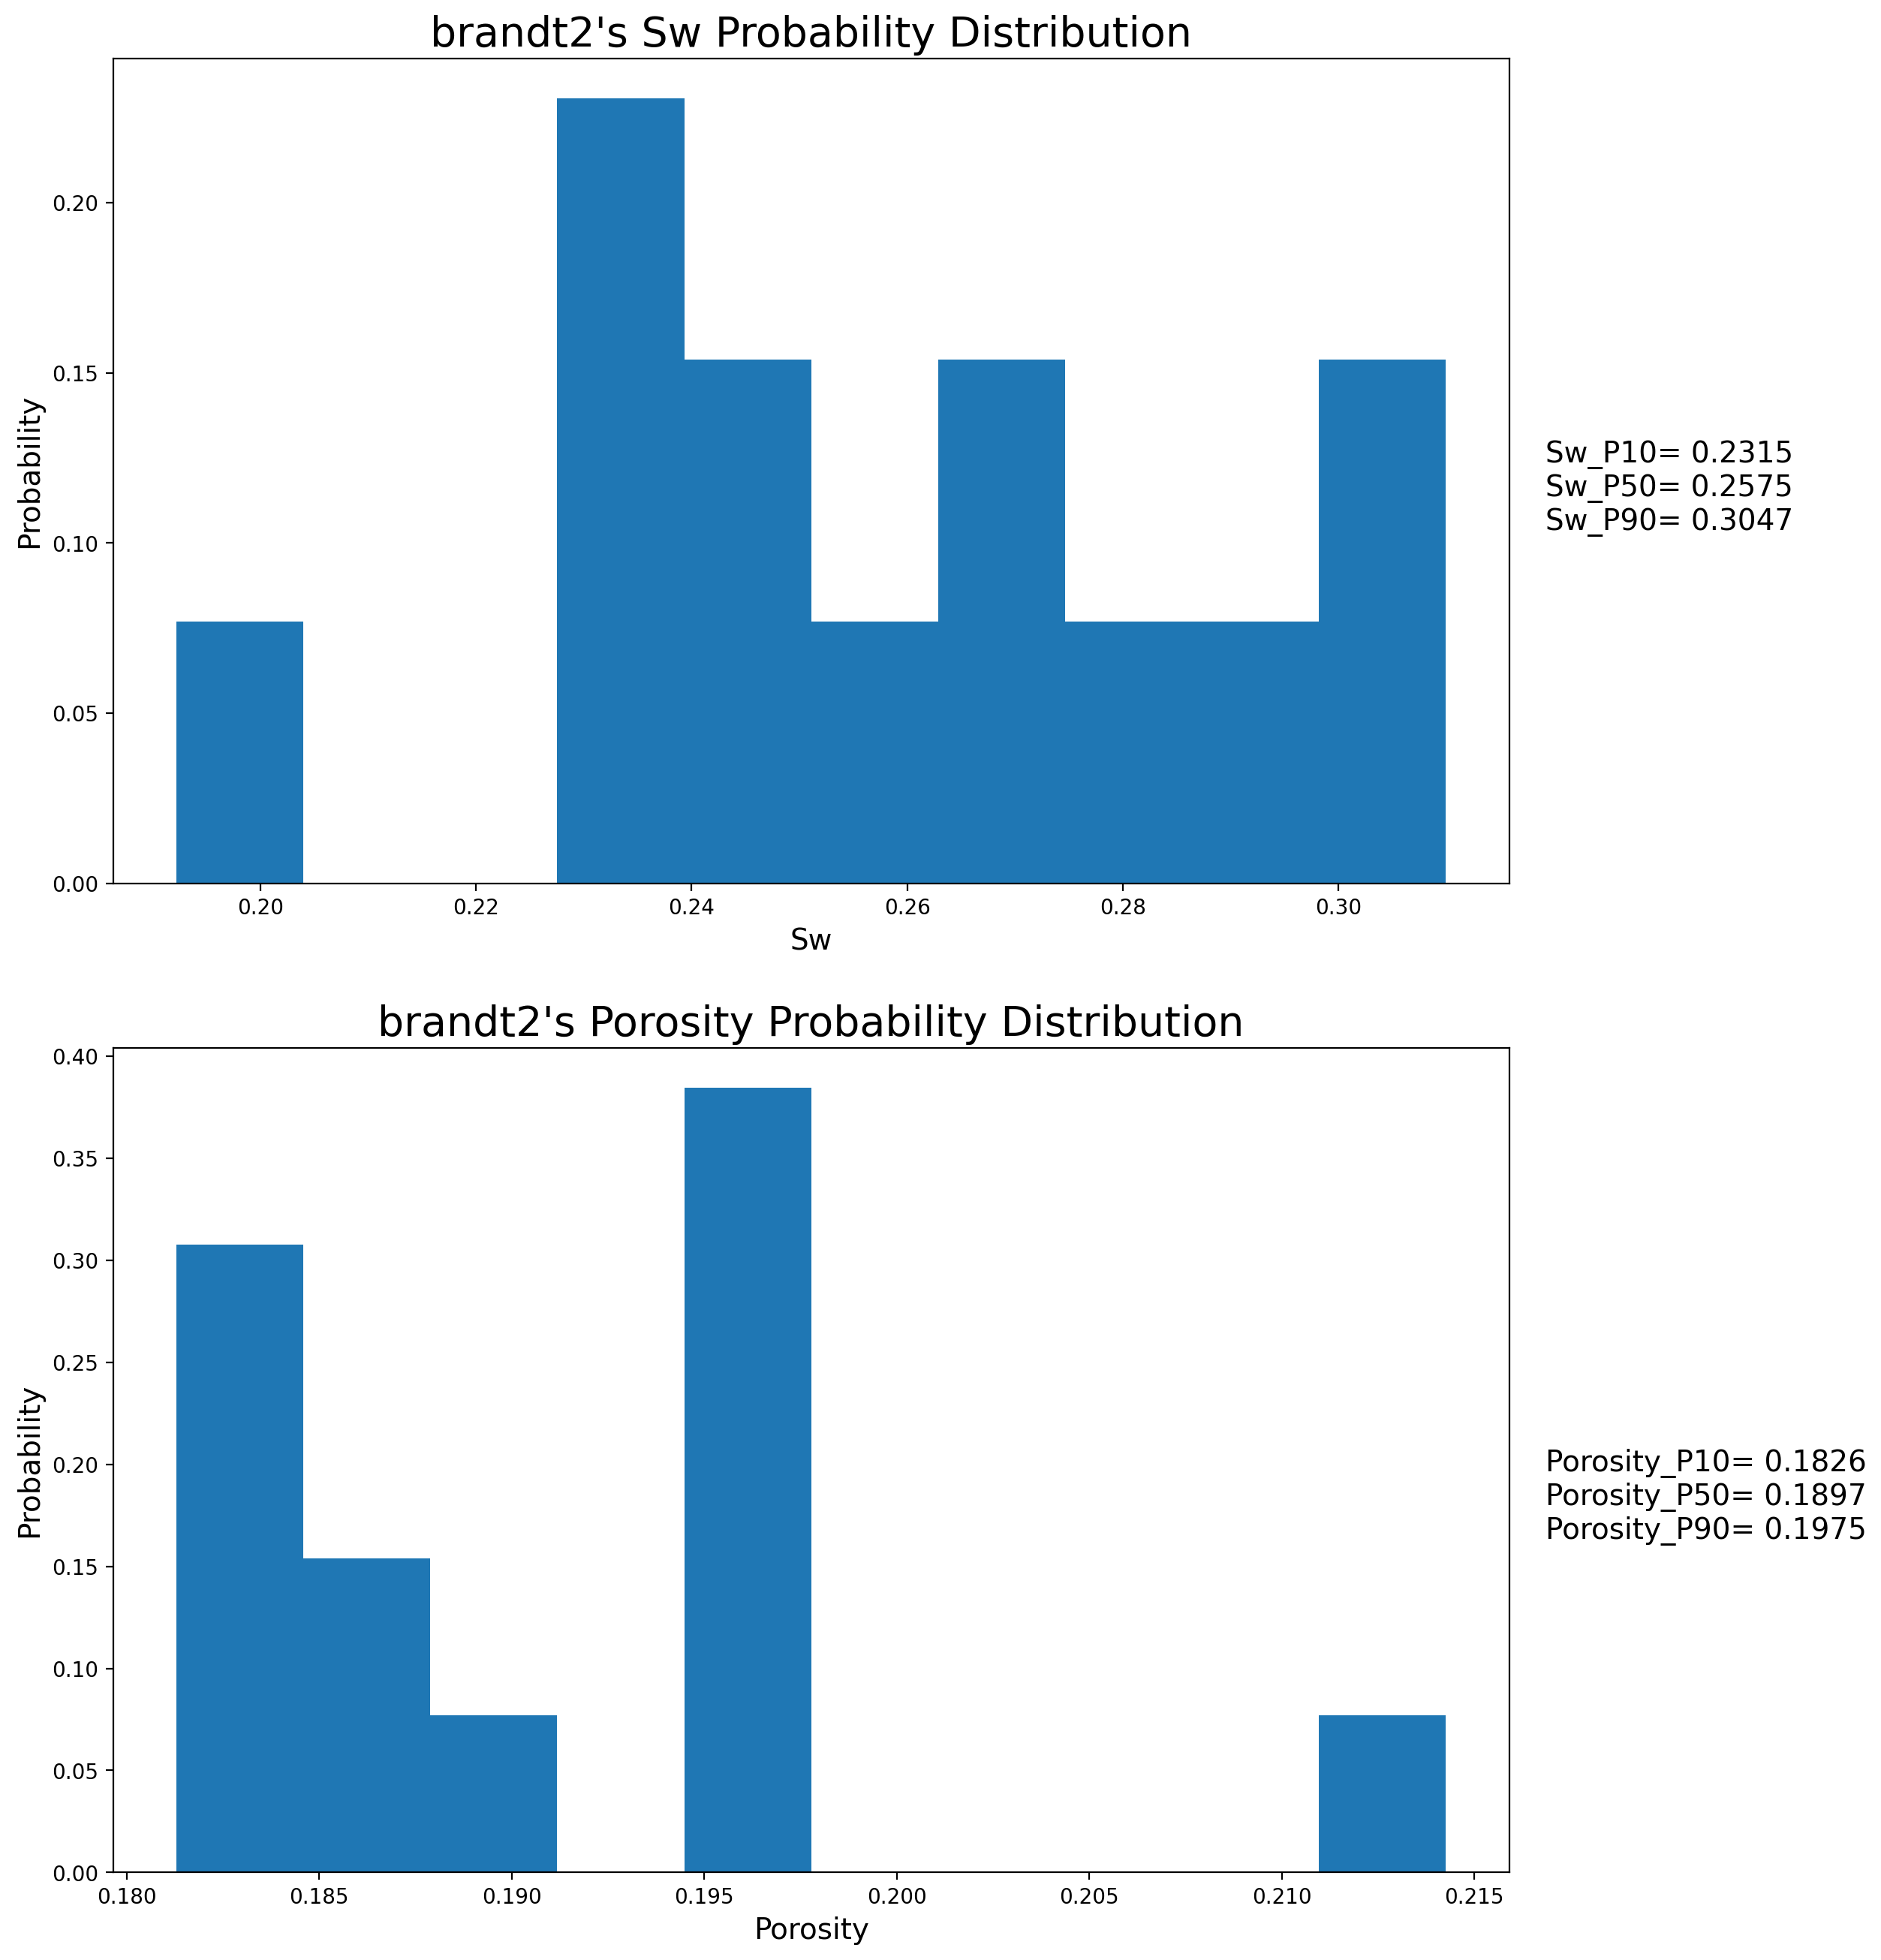 brandt2's Sw Probability Distribution
Probability
0.20
0.15
0.10
0.05
0.00
0.20 0.22 0.24 0.26 0.28 0.30
Sw
Sw_P10= 0.2315
Sw_P50= 0.2575
Sw_P90= 0.3047
brandt2's Porosity Probability Distribution
Probability
0.40
0.35
0.30
0.25
0.20
0.15
0.10
0.05
0.00
0.180 0.185 0.190 0.195 0.200 0.205 0.210 0.215
Porosity
Porosity_P10= 0.1826
Porosity_P50= 0.1897
Porosity_P90= 0.1975